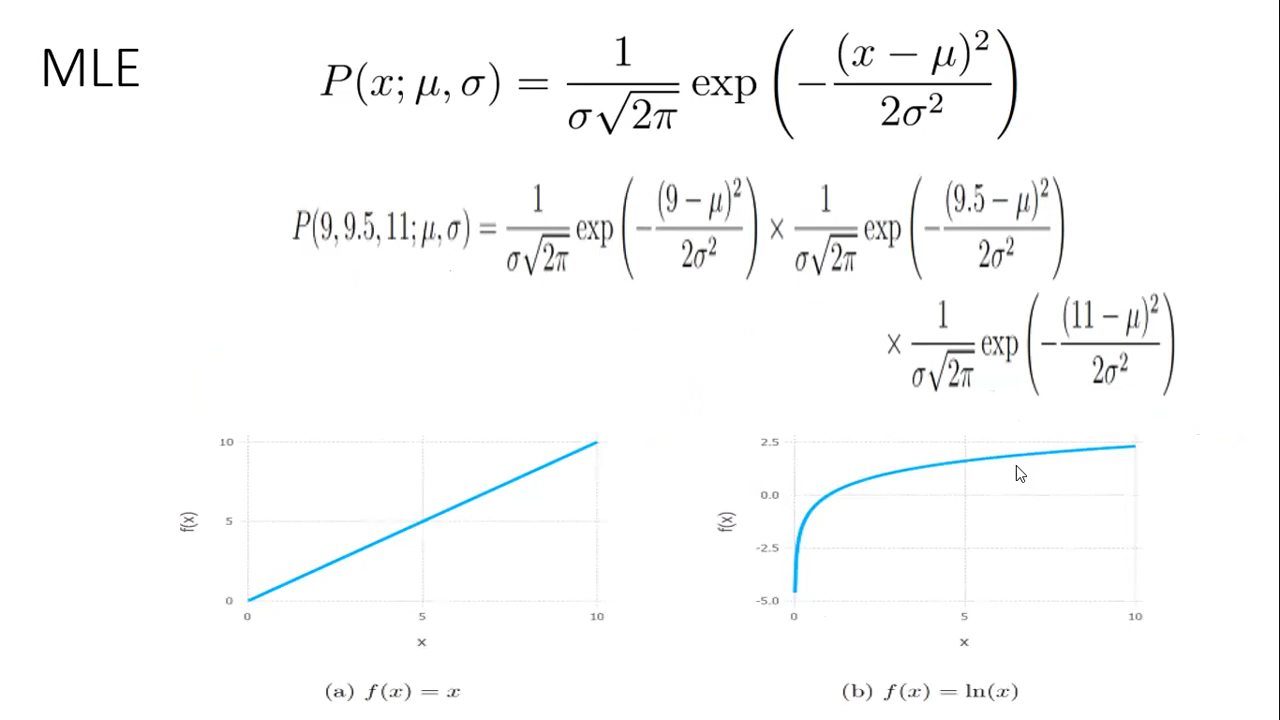 MLE
P(x; μ, σ) = 1/(σ√2π) exp(−(x − μ)²/(2σ²))
P(9, 9.5, 11; μ, σ) = 1/(σ√2π) exp(−(9 − μ)²/(2σ²)) × 1/(σ√2π) exp(−(9.5 − μ)²/(2σ²))
× 1/(σ√2π) exp(−(11 − μ)²/(2σ²))
10
5
0
f(x)
0 5 10
x
(a) f(x) = x
2.5
0.0
-2.5
-5.0
f(x)
0 5 10
x
(b) f(x) = ln(x)